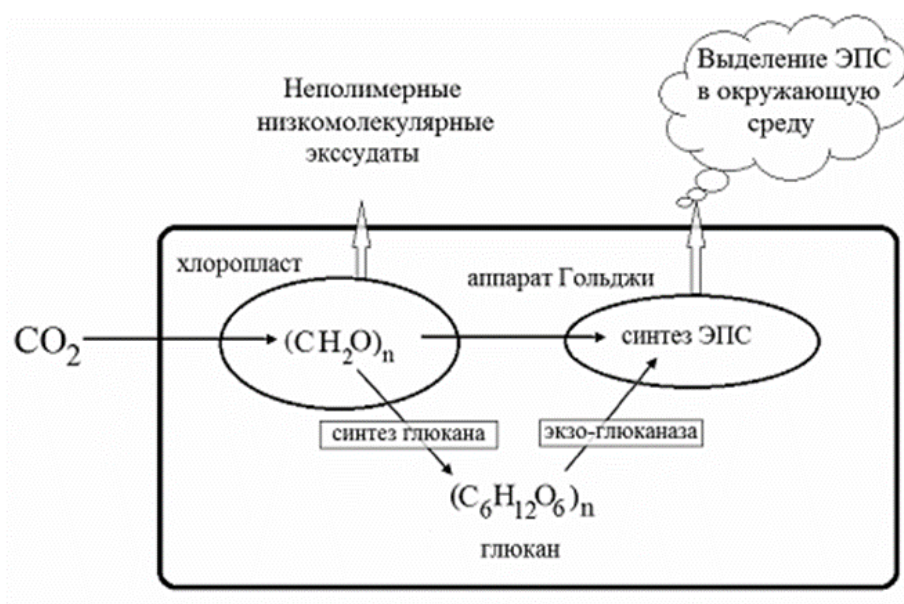 Неполимерные
низкомолекулярные
экссудаты
Выделение ЭПС
в окружающую
среду
хлоропласт
аппарат Гольджи
CO2
(CH2O)n
синтез ЭПС
синтез глюкана
экзо-глюканаза
(C6H12O6)n
глюкан